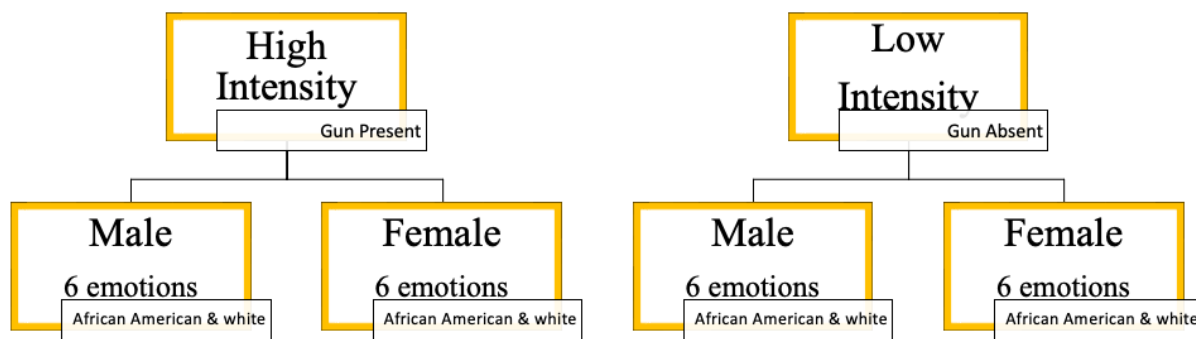 High
Intensity
Gun Present
Low
Intensity
Gun Absent
Male
6 emotions
African American & white
Female
6 emotions
African American & white
Male
6 emotions
African American & white
Female
6 emotions
African American & white